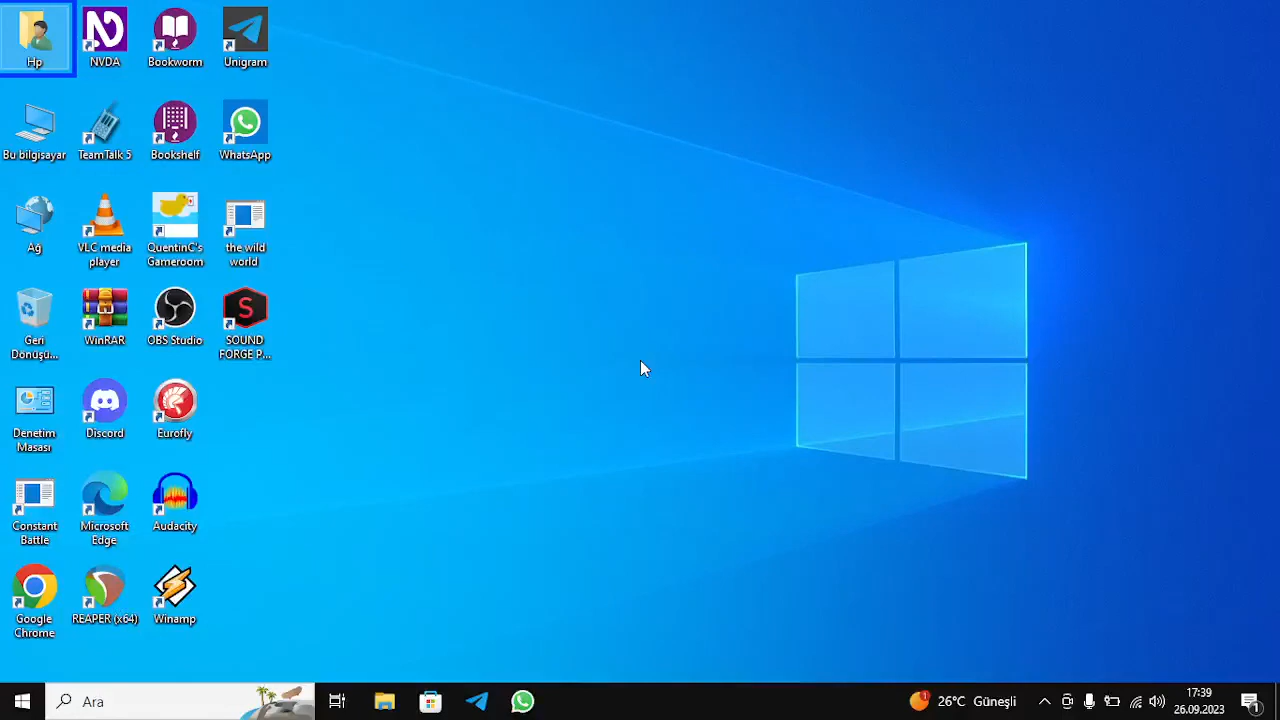 Hp
NVDA
Bookworm
Unigram
Bu bilgisayar
TeamTalk 5
Bookshelf
WhatsApp
Ağ
VLC media
player
QuentinC's
Gameroom
the wild
world
Geri
Dönüşü...
WinRAR
OBS Studio
SOUND
FORGE P...
Denetim
Masası
Discord
Eurofly
Constant
Battle
Microsoft
Edge
Audacity
Google
Chrome
REAPER (x64)
Winamp
Ara
1
26°C Güneşli
17:39
26.09.2023
1